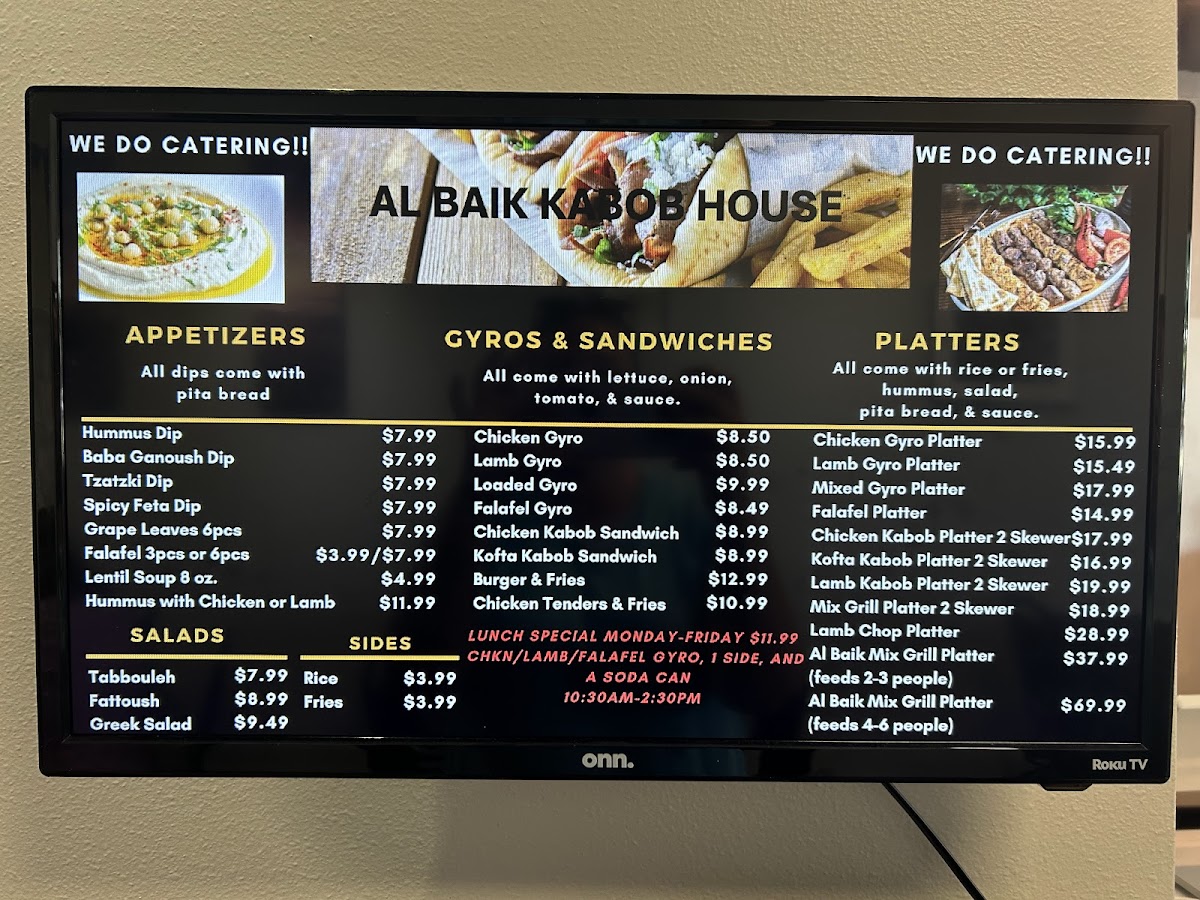 WE DO CATERING!!
AL BAIK KABOB HOUSE
WE DO CATERING!!
APPETIZERS
All dips come with
pita bread
Hummus Dip $7.99
Baba Ganoush Dip $7.99
Tzatzki Dip $7.99
Spicy Feta Dip $7.99
Grape Leaves 6pcs $7.99
Falafel 3pcs or 6pcs $3.99/$7.99
Lentil Soup 8 oz. $4.99
Hummus with Chicken or Lamb $11.99
SALADS
Tabbouleh $7.99
Fattoush $8.99
Greek Salad $9.49
SIDES
Rice $3.99
Fries $3.99
GYROS & SANDWICHES
All come with lettuce, onion,
tomato, & sauce.
Chicken Gyro $8.50
Lamb Gyro $8.50
Loaded Gyro $9.99
Falafel Gyro $8.49
Chicken Kabob Sandwich $8.99
Kofta Kabob Sandwich $8.99
Burger & Fries $12.99
Chicken Tenders & Fries $10.99
LUNCH SPECIAL MONDAY-FRIDAY $11.99
CHKN/LAMB/FALAFEL GYRO, 1 SIDE, AND
A SODA CAN
10:30AM-2:30PM
PLATTERS
All come with rice or fries,
hummus, salad,
pita bread, & sauce.
Chicken Gyro Platter $15.99
Lamb Gyro Platter $15.49
Mixed Gyro Platter $17.99
Falafel Platter $14.99
Chicken Kabob Platter 2 Skewer $17.99
Kofta Kabob Platter 2 Skewer $16.99
Lamb Kabob Platter 2 Skewer $19.99
Mix Grill Platter 2 Skewer $18.99
Lamb Chop Platter $28.99
Al Baik Mix Grill Platter $37.99
(feeds 2-3 people)
Al Baik Mix Grill Platter $69.99
(feeds 4-6 people)
onn.
Roku TV